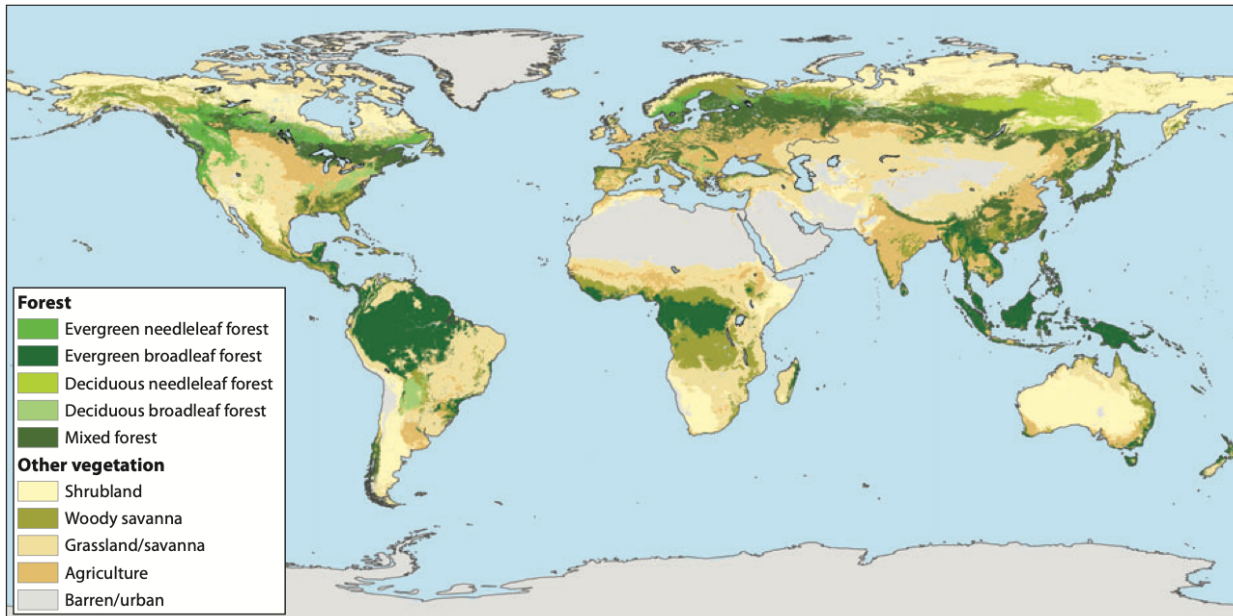 Forest
Evergreen needleleaf forest
Evergreen broadleaf forest
Deciduous needleleaf forest
Deciduous broadleaf forest
Mixed forest
Other vegetation
Shrubland
Woody savanna
Grassland/savanna
Agriculture
Barren/urban